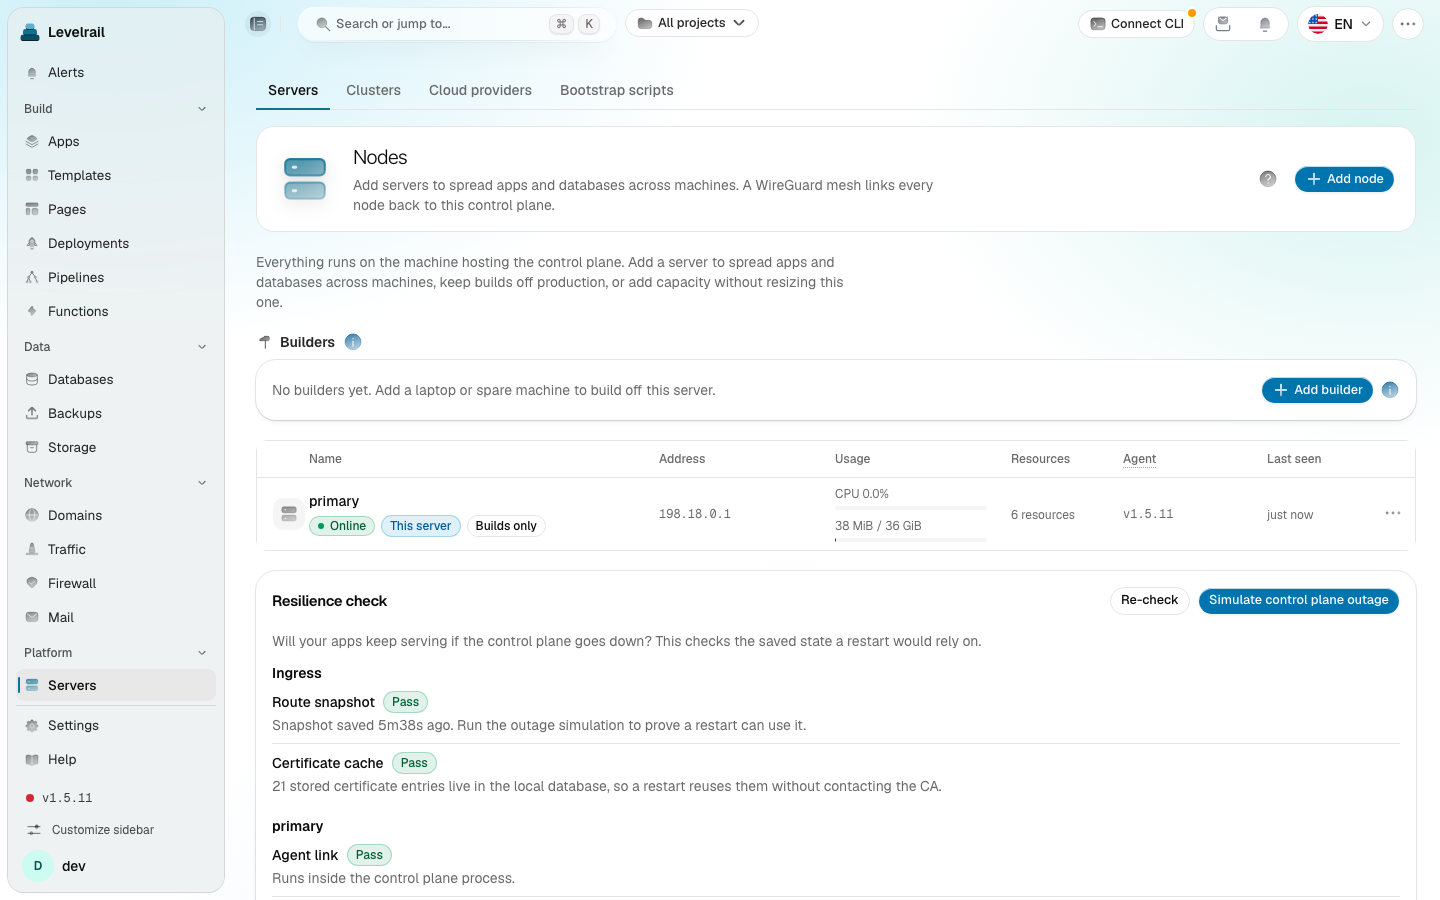 Levelrail
Alerts
Build
Apps
Templates
Pages
Deployments
Pipelines
Functions
Data
Databases
Backups
Storage
Network
Domains
Traffic
Firewall
Mail
Platform
Servers
Settings
Help
v1.5.11
Customize sidebar
D dev
Search or jump to... ⌘ K
All projects
Connect CLI
EN
Servers Clusters Cloud providers Bootstrap scripts
Nodes
Add servers to spread apps and databases across machines. A WireGuard mesh links every
node back to this control plane.
? Add node
Everything runs on the machine hosting the control plane. Add a server to spread apps and
databases across machines, keep builds off production, or add capacity without resizing this
one.
Builders i
No builders yet. Add a laptop or spare machine to build off this server.
Add builder i
Name Address Usage Resources Agent Last seen
primary
Online This server Builds only
198.18.0.1
CPU 0.0%
38 MiB / 36 GiB
6 resources
v1.5.11
just now
Resilience check
Re-check Simulate control plane outage
Will your apps keep serving if the control plane goes down? This checks the saved state a restart would rely on.
Ingress
Route snapshot Pass
Snapshot saved 5m38s ago. Run the outage simulation to prove a restart can use it.
Certificate cache Pass
21 stored certificate entries live in the local database, so a restart reuses them without contacting the CA.
primary
Agent link Pass
Runs inside the control plane process.